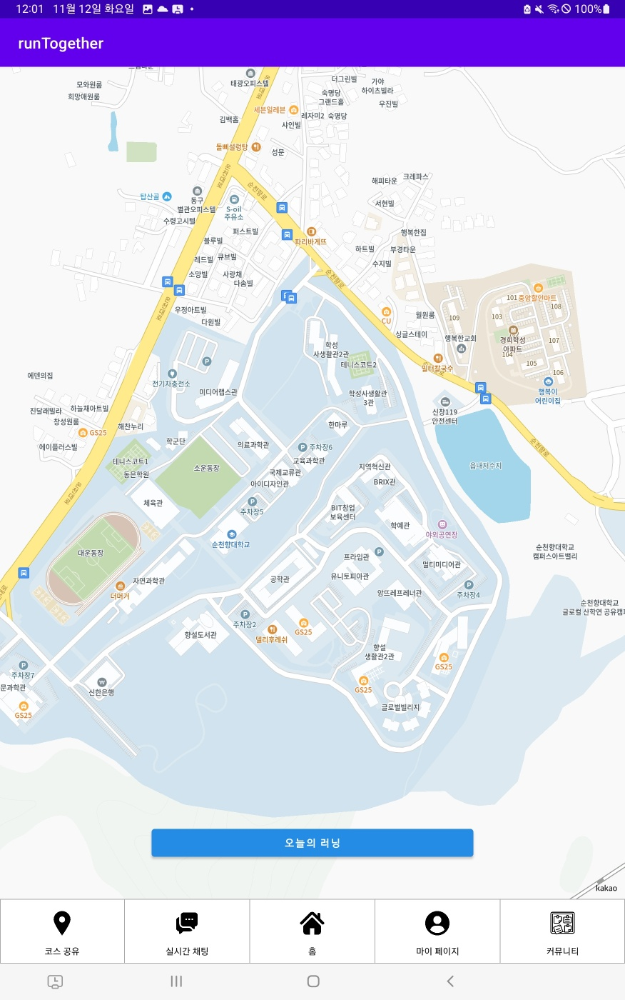 12:01 11월 12일 화요일
100%
runTogether
모와원룸
희망애원룸
태광오피스텔
더그린빌
가야
하이츠빌라
숙명당
그랜드홀
우진빌
세븐일레븐
레자미2 숙명당
김백홈
샤인빌
돌삐설렁탕
성문
순천향로
해피타운
크레파스
탑산골
동구
별관오피스텔
S-oil
주유소
서현빌
수령고시텔
퍼스트빌
행복한집
블루빌
파리바게뜨
하트빌
부경타운
레드빌
큐브빌
수지빌
소망빌
사랑채
다솜빌
순천향로
101
중앙할인마트
108
우정아트빌
CU
월원룸
109
103
다원빌
싱글스테이
행복한교회
경희학성
아파트
107
104
학성
사생활관2관
테니스코트2
밀터칼국수
105
106
에덴의집
전기차충전소
미디어랩스관
학성사생활관
3관
행복이
어린이집
진달래빌라
하늘채아트빌
창성원룸
신창119
안전센터
해찬누리
한마루
GS25
학군단
의료과학관
주차장6
순천향로
에이플러스빌
테니스코트1
동은학원
소운동장
교육과학관
국제교류관
지역혁신관
읍내저수지
아이디자인관
BRIX관
체육관
주차장5
BIT창업
보육센터
학예관
야외공연장
순천향대학교
대운동장
프라임관
멀티미디어관
순천향대학교
캠퍼스아트밸리
자연과학관
공학관
유니토피아관
더머거
앙뜨레프레너관
주차장4
순천향대학교
글로컬 산학연 공유캠퍼
주차장2
향설도서관
델리후레쉬
GS25
향설
생활관2관
GS25
주차장7
문과학관
신한은행
GS25
GS25
글로벌빌리지
오늘의 러닝
kakao
코스 공유
실시간 채팅
홈
마이 페이지
커뮤니티